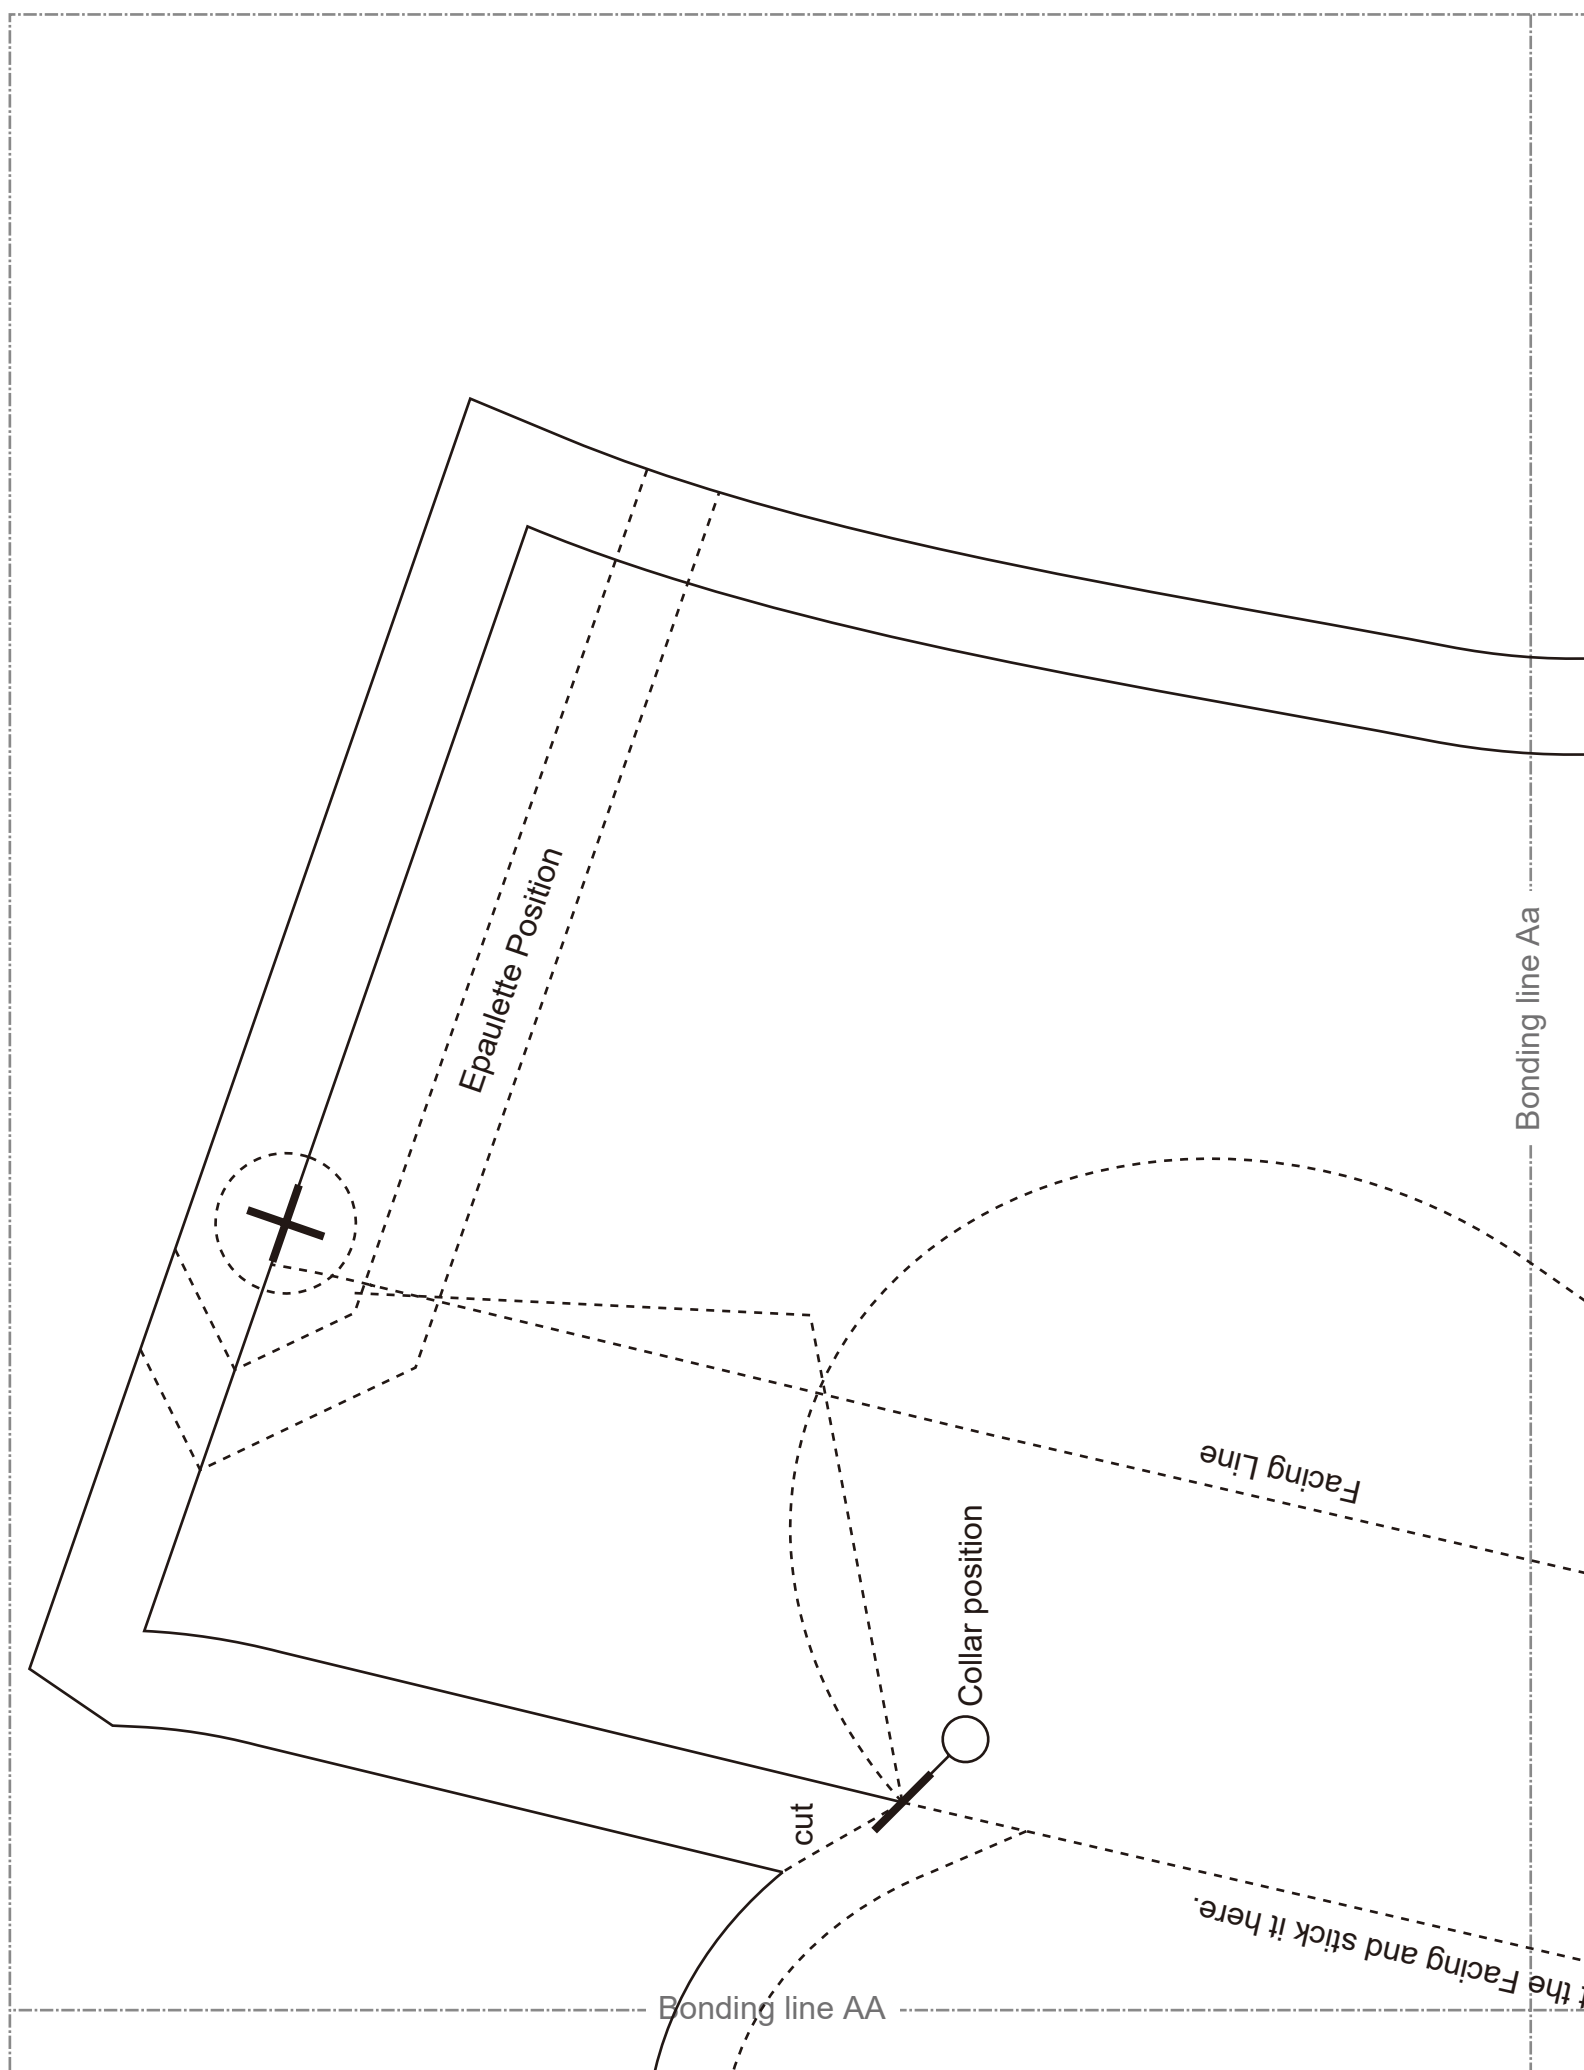 Epaulette Position
Bonding line Aa
Facing Line
Collar position
cut
the Facing and stick it here.
Bonding line AA